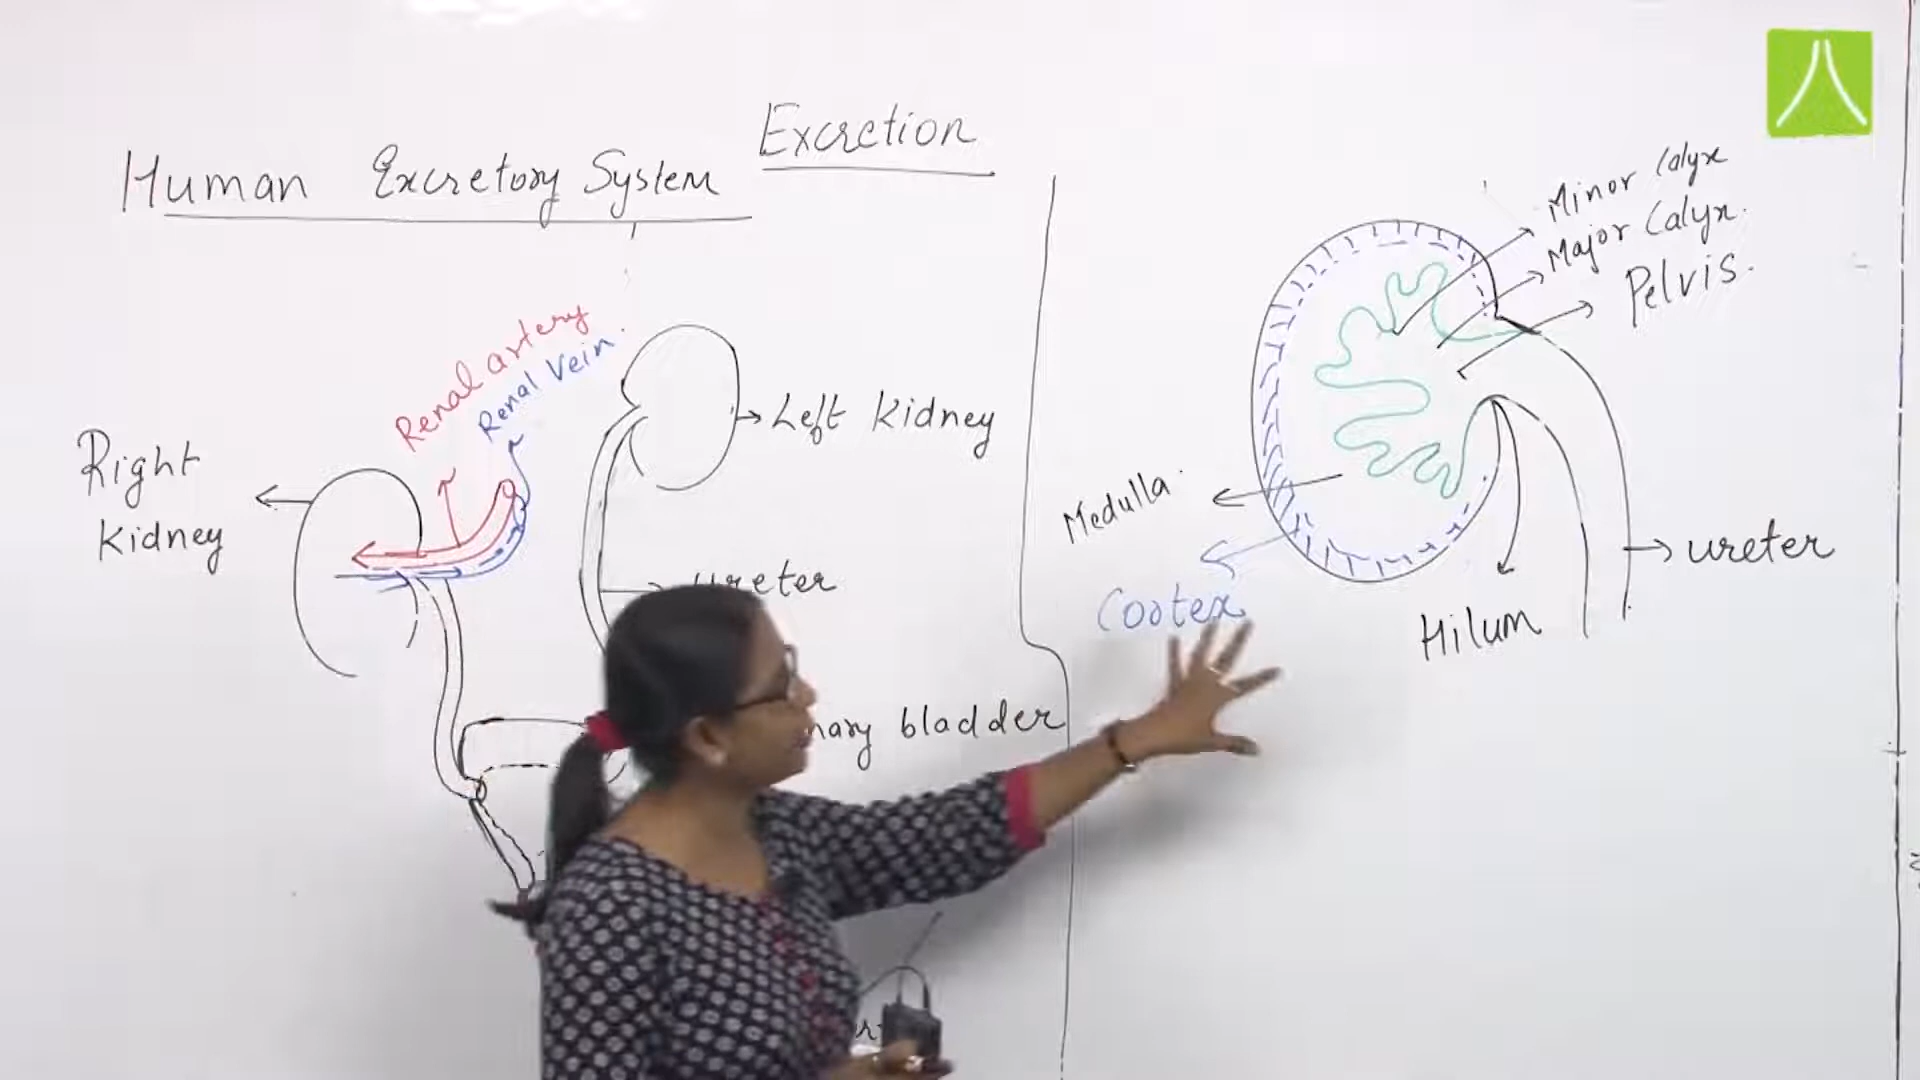 Excretion
Human Excretory System
Renal artery
Renal Vein.
Right
Kidney
Left Kidney
bladder
Minor Calyx
Major Calyx.
Pelvis.
Medulla
Cortex
Hilum
ureter